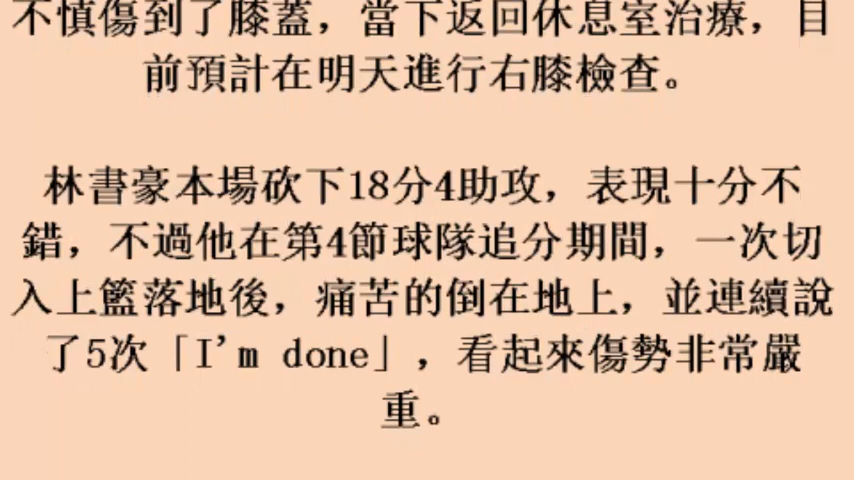 不慎傷到了膝蓋，當下返回休息室治療，目
前預計在明天進行右膝檢查。
林書豪本場砍下18分4助攻，表現十分不
錯，不過他在第4節球隊追分期間，一次切
入上籃落地後，痛苦的倒在地上，並連續說
了5次「I'm done」，看起來傷勢非常嚴
重。